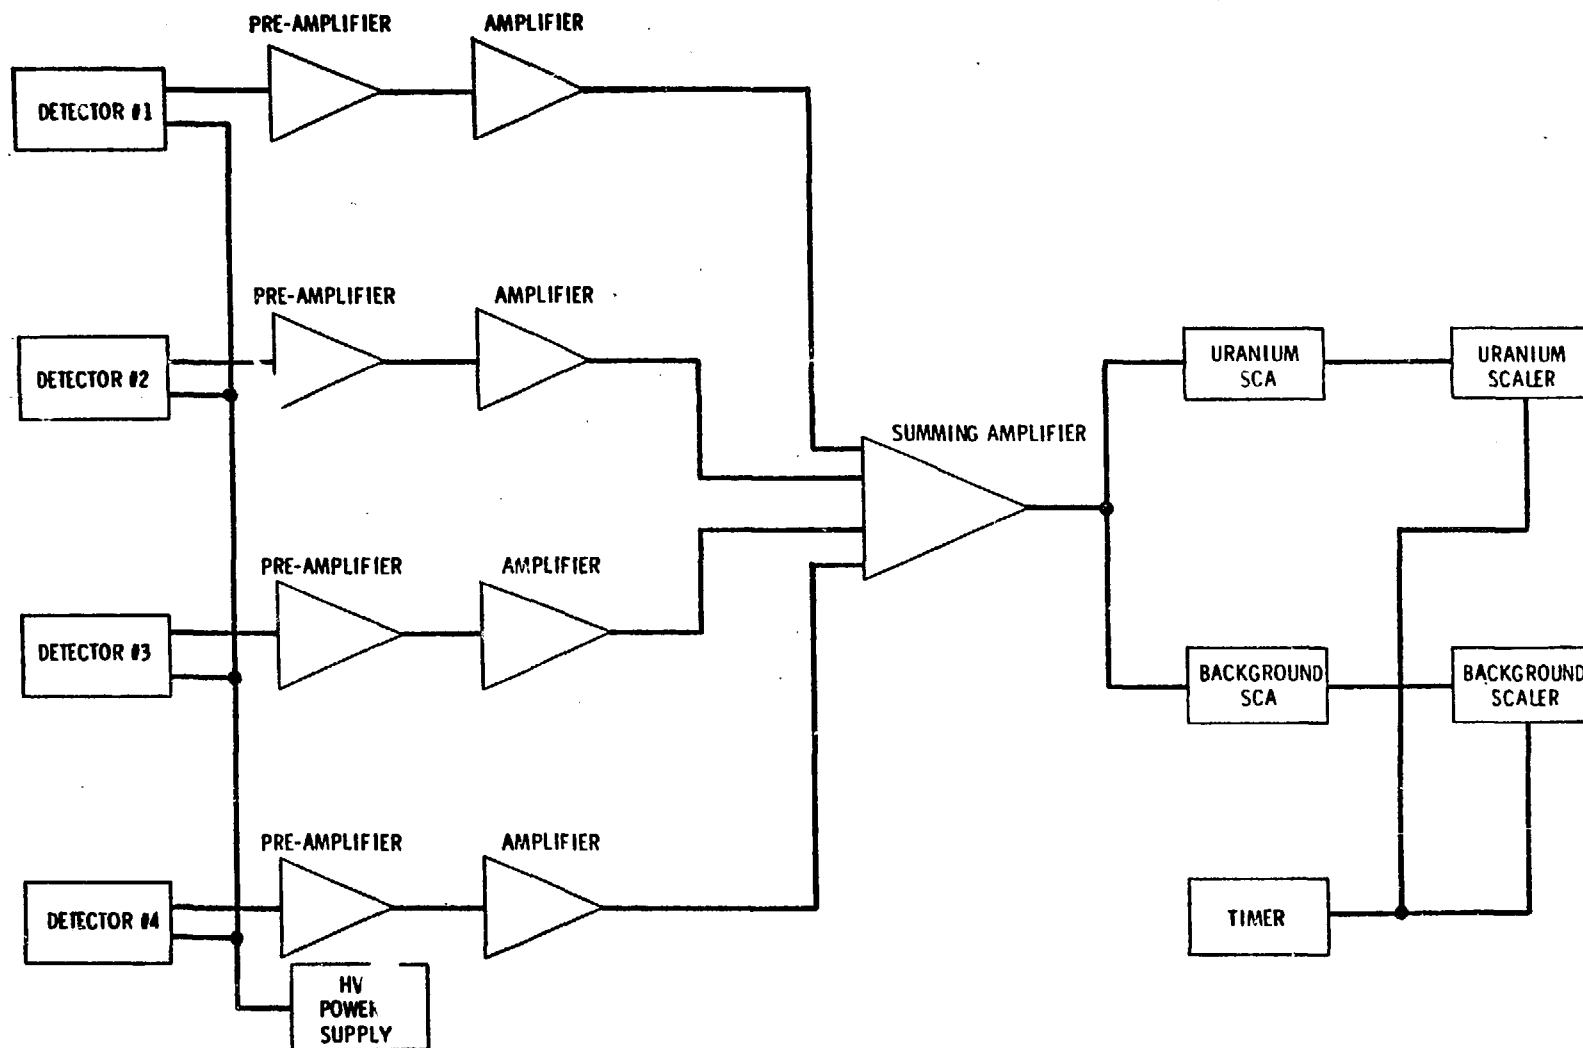 PRE-AMPLIFIER
AMPLIFIER
DETECTOR #1
PRE-AMPLIFIER
AMPLIFIER
DETECTOR #2
URANIUM
SCA
URANIUM
SCALER
SUMMING AMPLIFIER
PRE-AMPLIFIER
AMPLIFIER
DETECTOR #3
BACKGROUND
SCA
BACKGROUND
SCALER
PRE-AMPLIFIER
AMPLIFIER
DETECTOR #4
TIMER
HV
POWER
SUPPLY